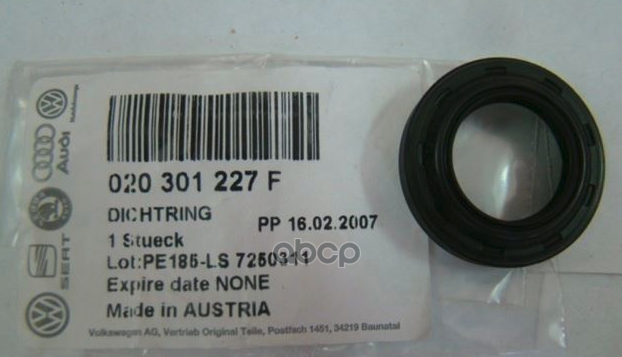 020 301 227 F
DICHTRING
PP 16.02.2007
1 Stueck
Lot:PE185-LS 7250311
Expire date NONE
Made in AUSTRIA
Volkswagen AG, Vertrieb Original Teile, Postfach 1451, 34219 Baunatal
Audi
SEAT
abcp